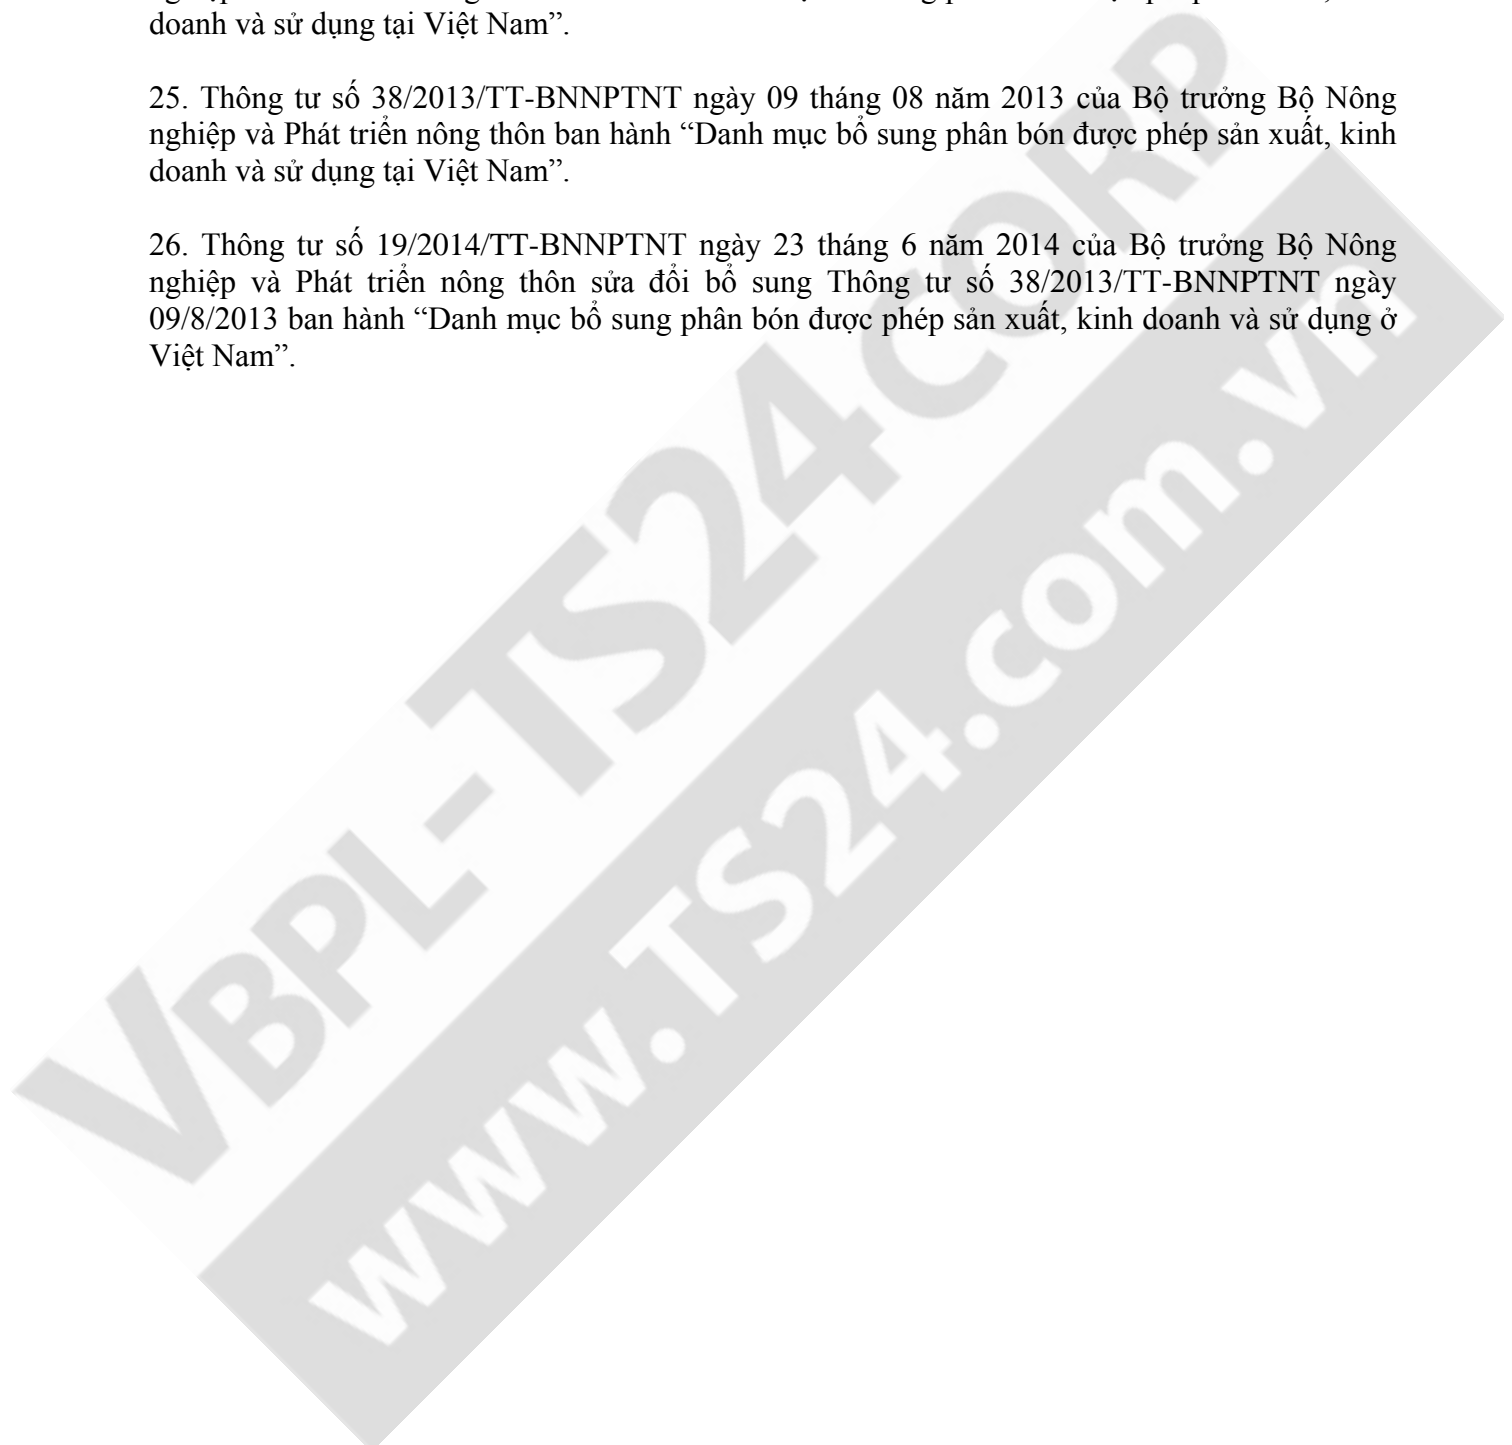 doanh và sử dụng tại Việt Nam”.
25. Thông tư số 38/2013/TT-BNNPTNT ngày 09 tháng 08 năm 2013 của Bộ trưởng Bộ Nông
nghiệp và Phát triển nông thôn ban hành “Danh mục bổ sung phân bón được phép sản xuất, kinh
doanh và sử dụng tại Việt Nam”.
26. Thông tư số 19/2014/TT-BNNPTNT ngày 23 tháng 6 năm 2014 của Bộ trưởng Bộ Nông
nghiệp và Phát triển nông thôn sửa đổi bổ sung Thông tư số 38/2013/TT-BNNPTNT ngày
09/8/2013 ban hành “Danh mục bổ sung phân bón được phép sản xuất, kinh doanh và sử dụng ở
Việt Nam”.
VBPL-TS24CORP
www.TS24.com.vn